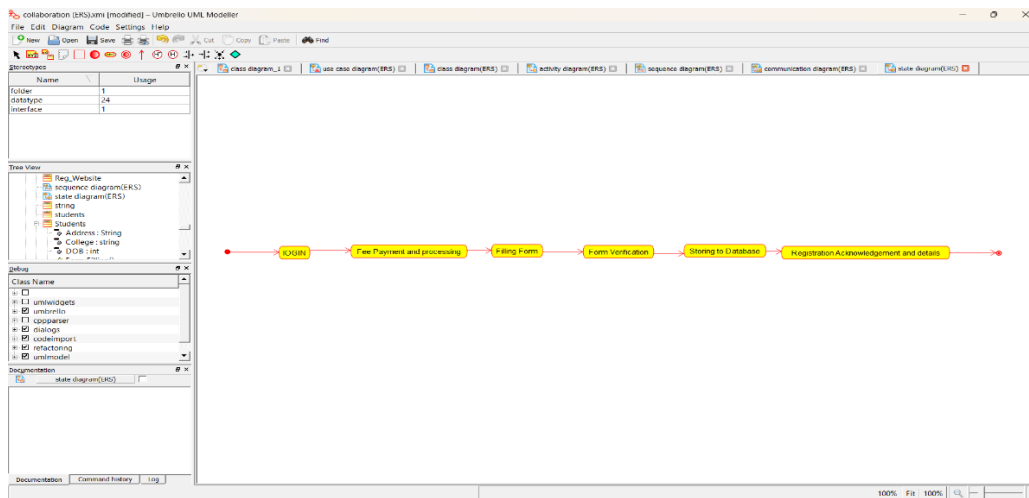 collaboration (ERS).xmi [modified] – Umbrello UML Modeller
File Edit Diagram Code Settings Help
New Open Save Cut Copy Paste Find
Stereotypes
class diagram_1 use case diagram(ERS) class diagram(ERS) activity diagram(ERS) sequence diagram(ERS) communication diagram(ERS) state diagram(ERS)
Name Usage
folder 1
datatype 24
interface 1
Tree View
Reg_Website
sequence diagram(ERS)
state diagram(ERS)
string
students
Students
Address : String
College : string
DOB : int
lOGIN Fee Payment and processing Filling Form Form Verification Storing to Database Registration Acknowledgement and details
Debug
Class Name
umlwidgets
umbrello
cppparser
dialogs
codeimport
refactoring
umlmodel
Documentation
state diagram(ERS)
Documentation Command history Log
100% Fit 100%